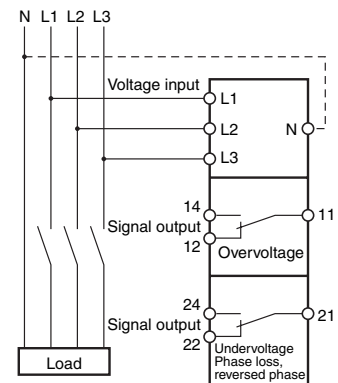 N L1 L2 L3
Voltage input
L1
L2
N
L3
14
11
Signal output
12
Overvoltage
24
21
Signal output
22
Undervoltage
Phase loss,
reversed phase
Load